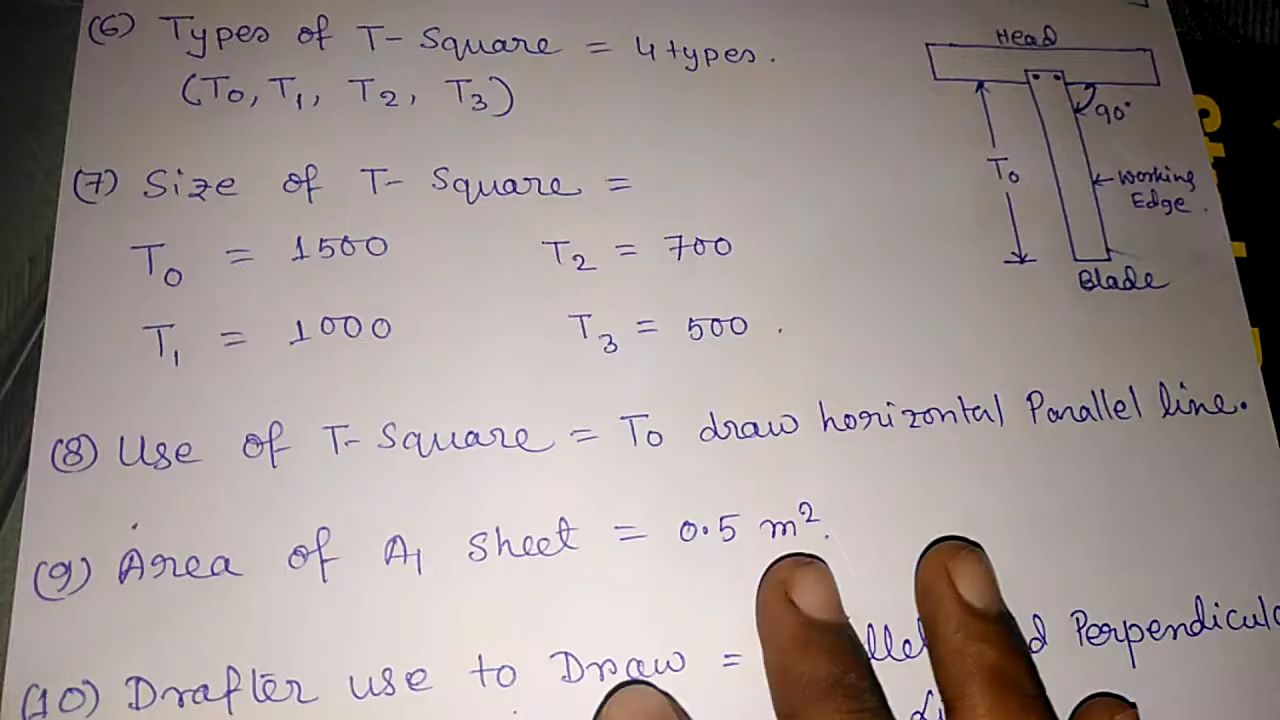 (6) Types of T- Square = 4 types.
(T0, T1, T2, T3)
Head
90°
T0
Working
Edge.
Blade
(7) Size of T- Square =
T0 = 1500 T2 = 700
T1 = 1000 T3 = 500.
(8) Use of T- Square = To draw horizontal Parallel line.
(9) Area of A1 sheet = 0.5 m².
(10) Drafter use to Draw =